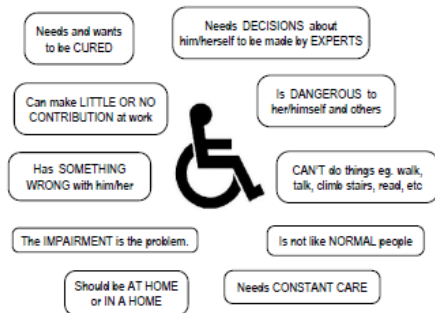 Needs and wants
to be CURED
Needs DECISIONS about
him/herself to be made by EXPERTS
Can make LITTLE OR NO
CONTRIBUTION at work
Is DANGEROUS to
her/himself and others
Has SOMETHING
WRONG with him/her
CAN'T do things eg. walk,
talk, climb stairs, read, etc
The IMPAIRMENT is the problem.
Is not like NORMAL people
Should be AT HOME
or IN A HOME
Needs CONSTANT CARE